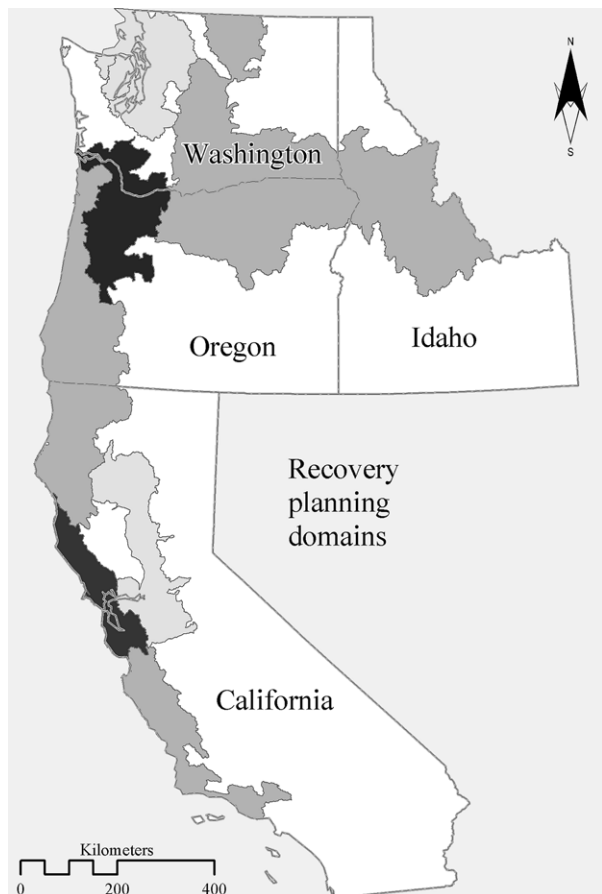 N
S
Washington
Oregon
Idaho
Recovery
planning
domains
California
Kilometers
0 200 400